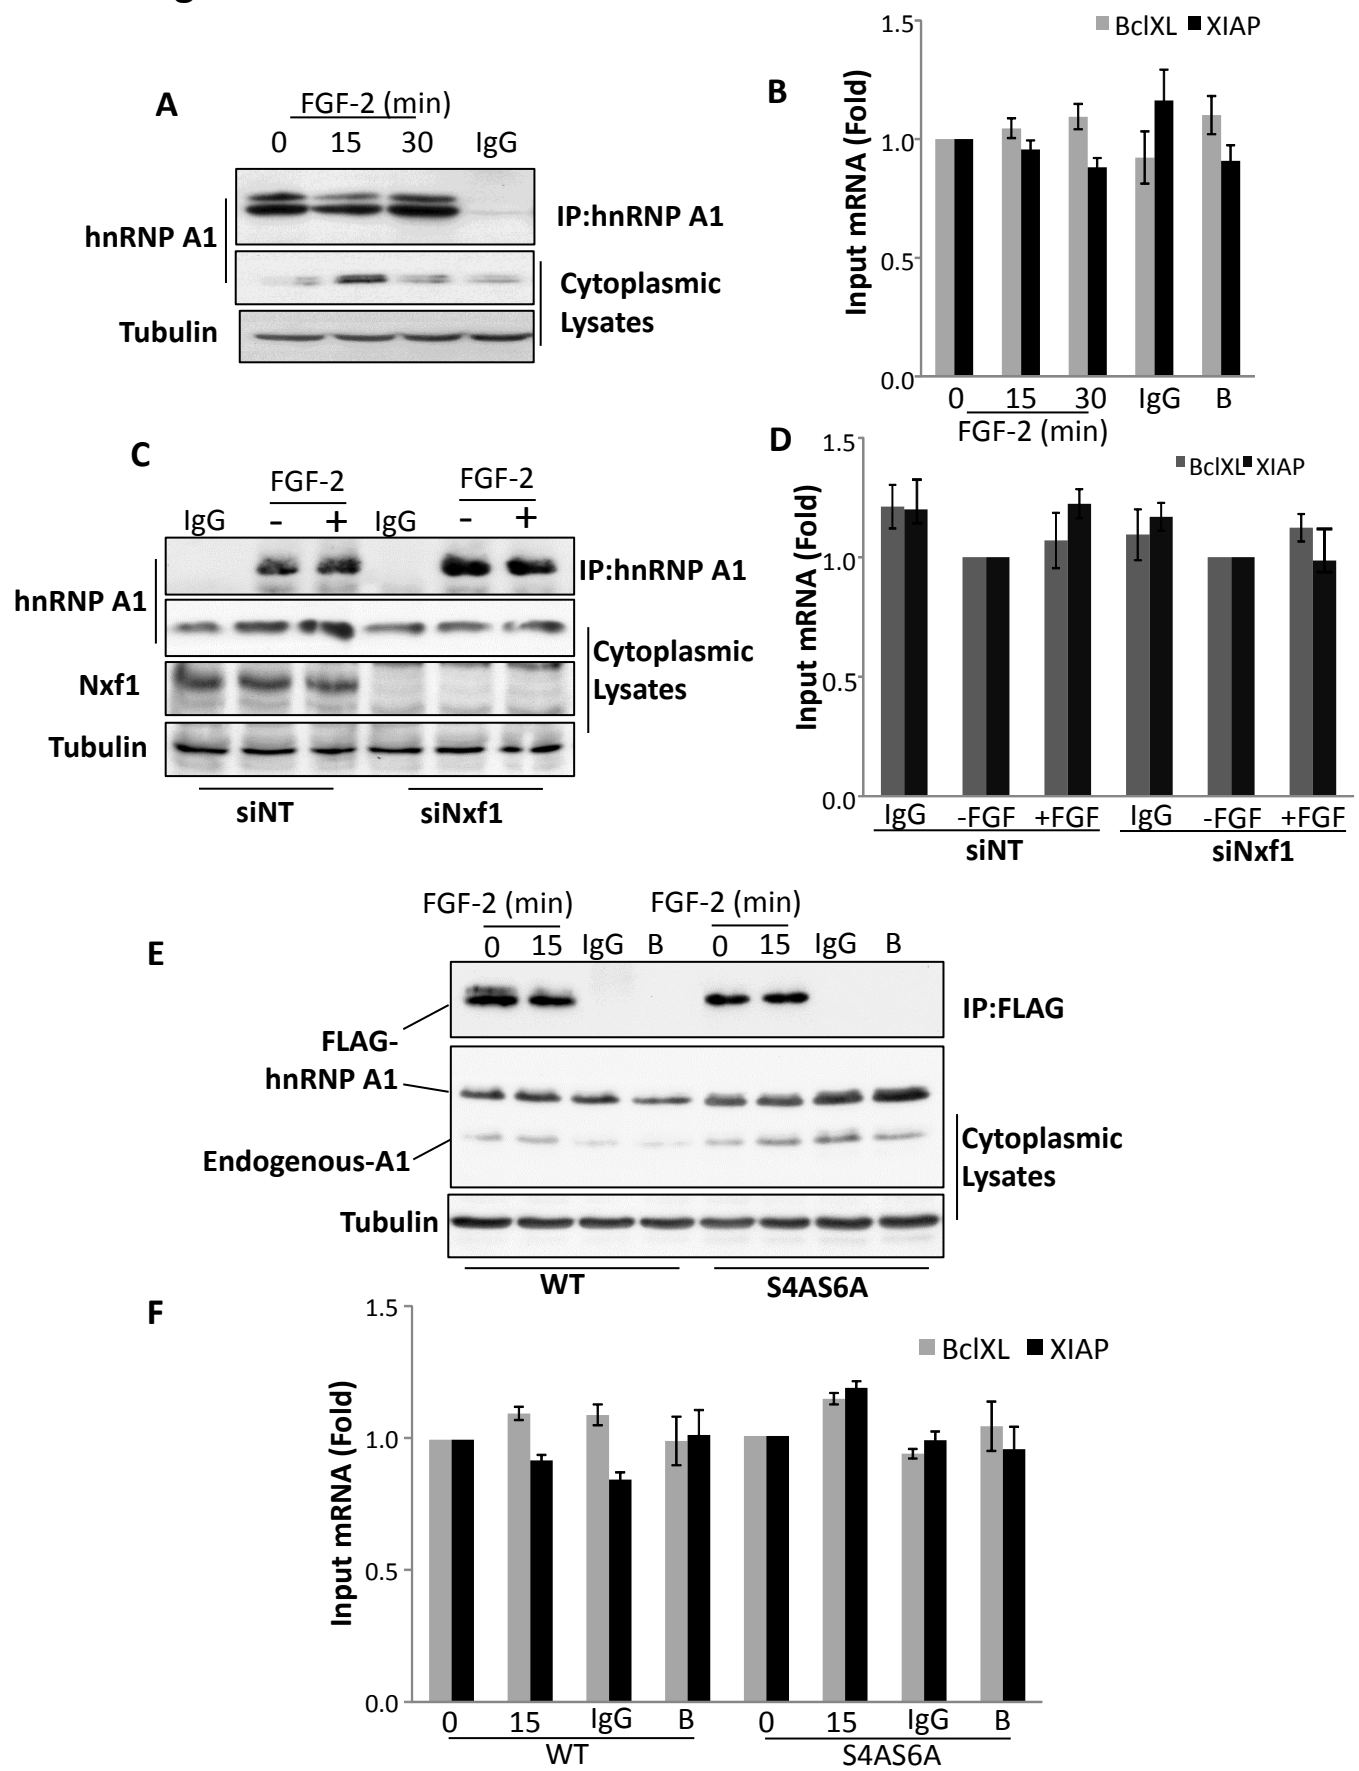 A
FGF-2 (min)
0 15 30 IgG
hnRNP A1
IP:hnRNP A1
Cytoplasmic
Lysates
Tubulin
B
BclXL XIAP
Input mRNA (Fold)
1.5
1.0
0.5
0.0
0 15 30 IgG B
FGF-2 (min)
C
FGF-2 FGF-2
IgG - + IgG - +
hnRNP A1
IP:hnRNP A1
Nxf1
Cytoplasmic
Lysates
Tubulin
siNT siNxf1
D
BclXL XIAP
Input mRNA (Fold)
1.5
1.0
0.5
0.0
IgG -FGF +FGF IgG -FGF +FGF
siNT siNxf1
E
FGF-2 (min) FGF-2 (min)
0 15 IgG B 0 15 IgG B
IP:FLAG
FLAG-
hnRNP A1
Endogenous-A1
Cytoplasmic
Lysates
Tubulin
WT S4AS6A
F
BclXL XIAP
Input mRNA (Fold)
1.5
1.0
0.5
0.0
0 15 IgG B 0 15 IgG B
WT S4AS6A